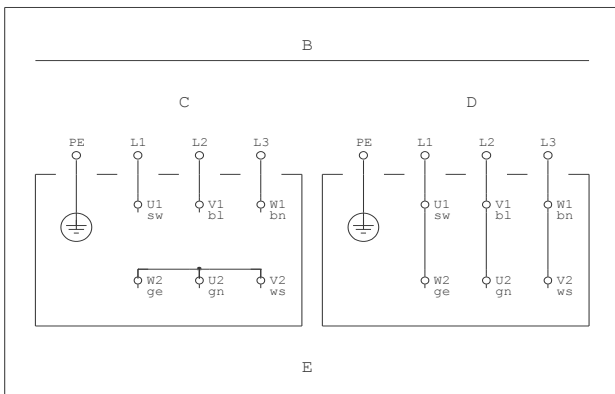 B
C D
PE L1 L2 L3 PE L1 L2 L3
U1 V1 W1 U1 V1 W1
sw bl bn sw bl bn
W2 U2 V2 W2 U2 V2
ge gn ws ge gn ws
E